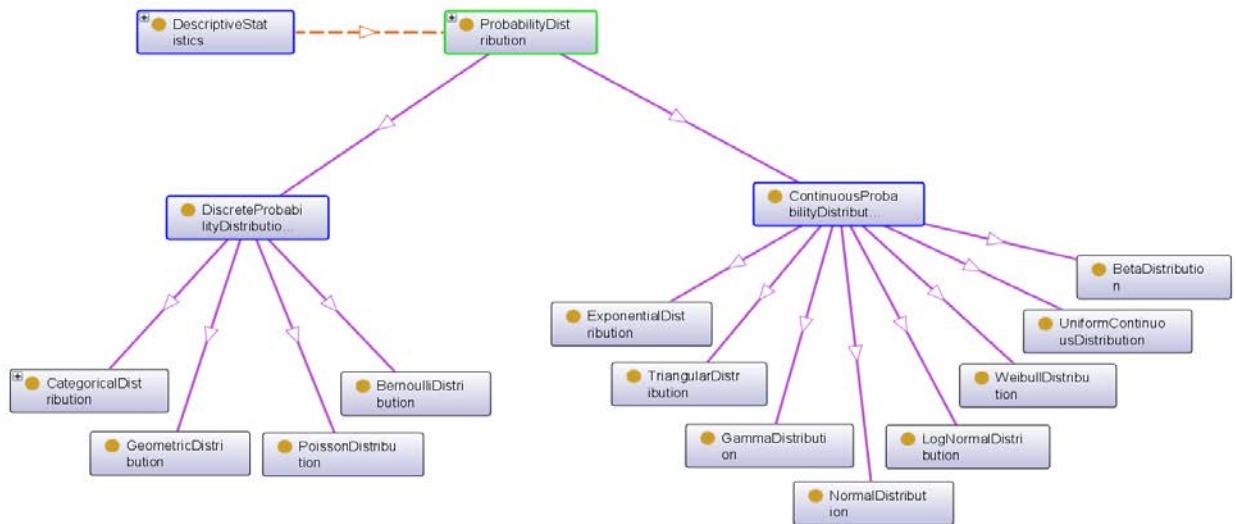 DescriptiveStat
istics
ProbabilityDist
ribution
DiscreteProbabi
lityDistributio...
ContinuousProba
bilityDistribut...
BetaDistributio
n
ExponentialDist
ribution
UniformContinuo
usDistribution
TriangularDistr
ibution
WeibullDistribu
tion
CategoricalDist
ribution
BernoulliDistri
bution
GeometricDistri
bution
PoissonDistribu
tion
GammaDistributi
on
LogNormalDistri
bution
NormalDistribut
ion